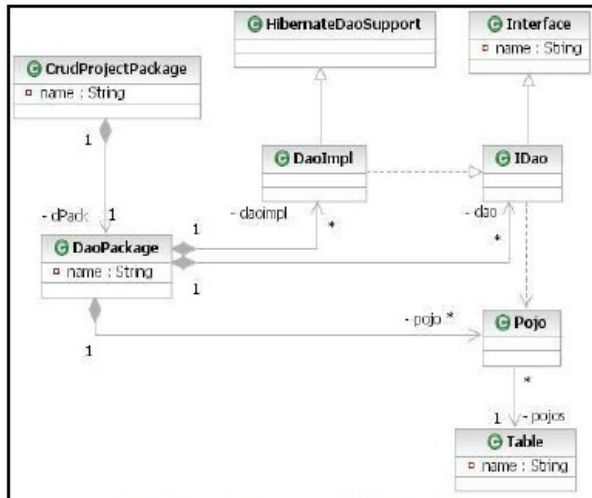 HibernateDaoSupport
Interface
name : String
CrudProjectPackage
name : String
1
DaoImpl
IDao
- dPack
1
1
- daoimpl
*
- dao
*
DaoPackage
name : String
1
1
- pojo *
Pojo
*
1
- pojos
Table
name : String